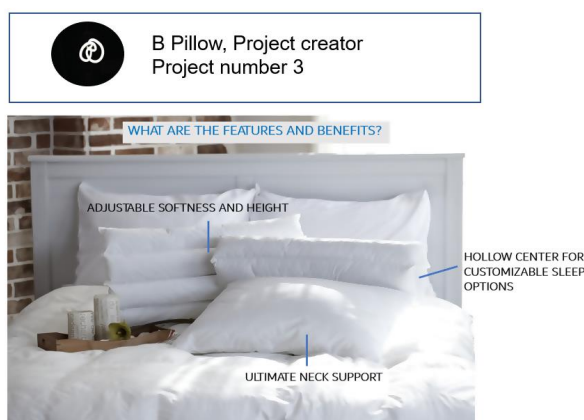 B Pillow, Project creator
Project number 3
WHAT ARE THE FEATURES AND BENEFITS?
ADJUSTABLE SOFTNESS AND HEIGHT
HOLLOW CENTER FOR
CUSTOMIZABLE SLEEP
OPTIONS
ULTIMATE NECK SUPPORT